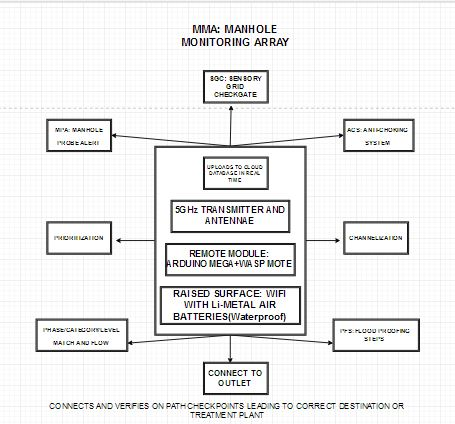 MMA: MANHOLE
MONITORING ARRAY
SGC: SENSORY
GRID
CHECKGATE
MPA: MANHOLE
PROBE ALERT
ACS: ANTI-CHOKING
SYSTEM
UPLOADS TO CLOUD
DATABASE IN REAL
TIME
5GHz TRANSMITTER AND
ANTENNAE
PRIORITIZATION
CHANNELIZATION
REMOTE MODULE:
ARDUINO MEGA+WASP MOTE
RAISED SURFACE: WIFI
WITH Li-METAL AIR
BATTERIES(Waterproof)
PHASE/CATEGORY/LEVEL
MATCH AND FLOW
PFS: FLOOD PROOFING
STEPS
CONNECT TO
OUTLET
CONNECTS AND VERIFIES ON PATH CHECKPOINTS LEADING TO CORRECT DESTINATION OR
TREATMENT PLANT